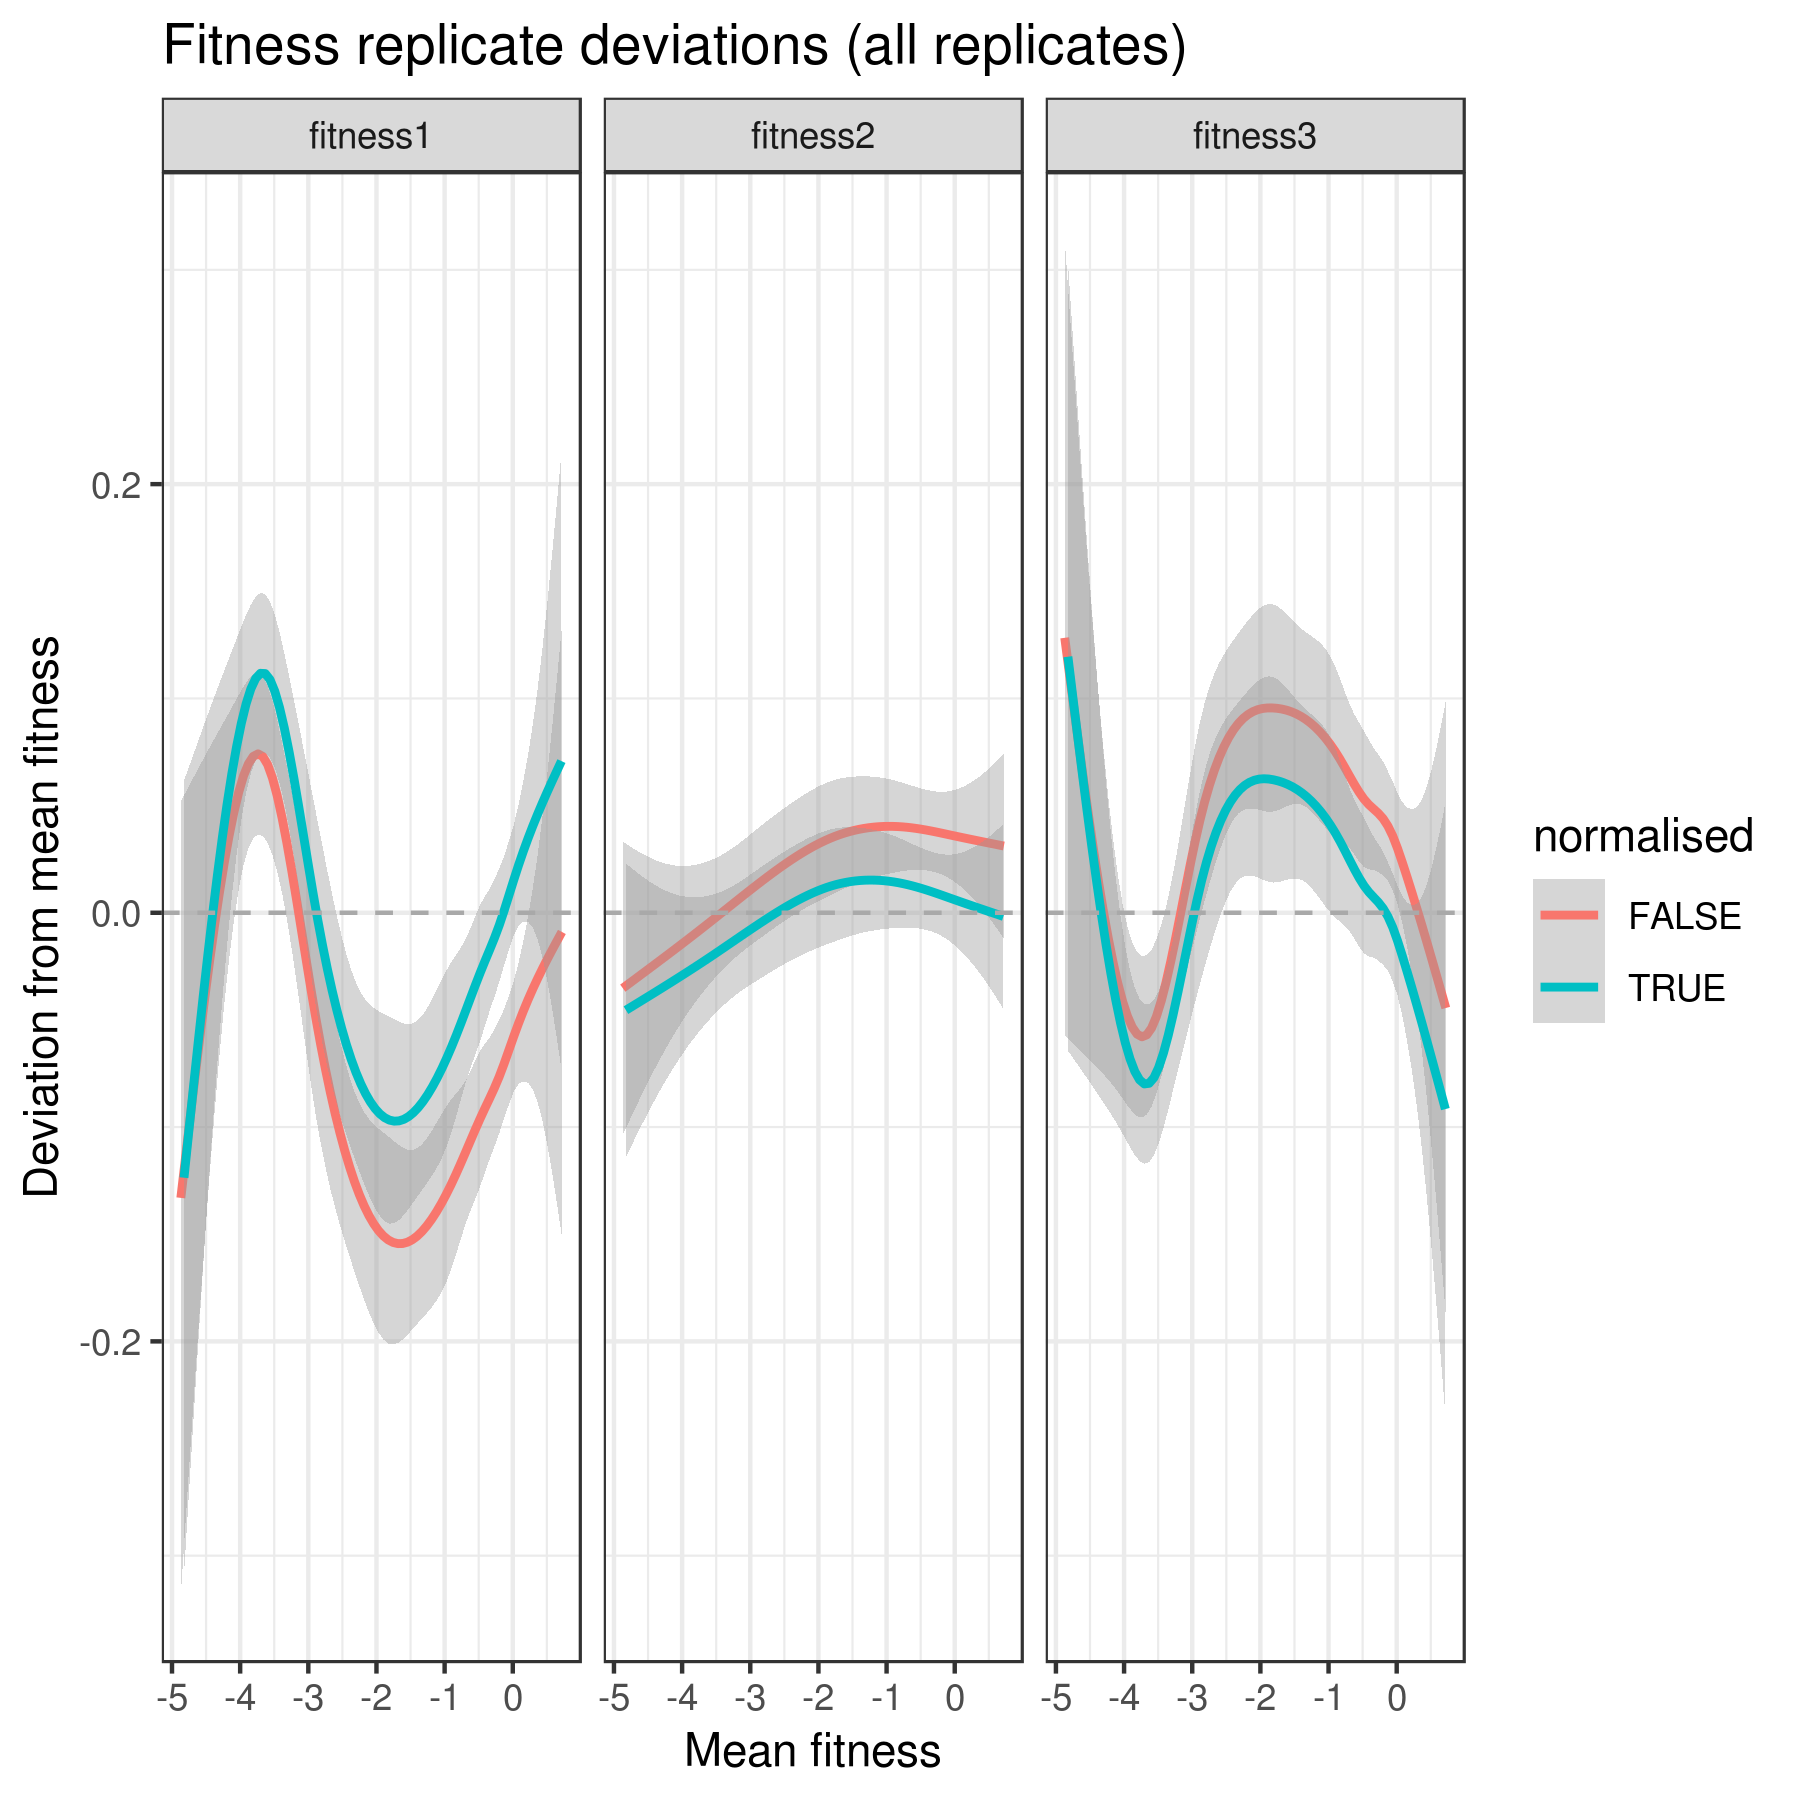 Fitness replicate deviations (all replicates)
fitness1 fitness2 fitness3
0.2
0.0
-0.2
Deviation from mean fitness
-5 -4 -3 -2 -1 0 -5 -4 -3 -2 -1 0 -5 -4 -3 -2 -1 0
Mean fitness
normalised
FALSE
TRUE